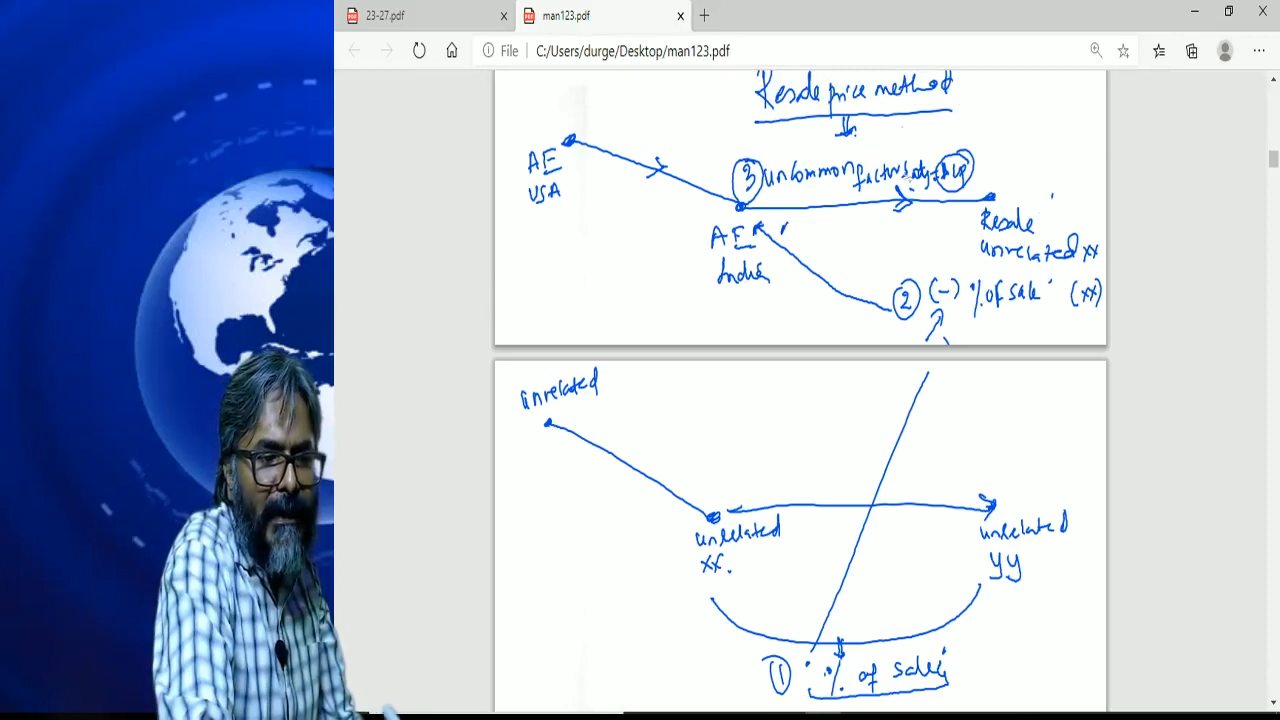 23-27.pdf
man123.pdf
File
C:/Users/durge/Desktop/man123.pdf
Resale price method
AE
USA
③ uncommon factors adj
AE
India
Resale
unrelated xx
② (-) % of sale (xx)
unrelated
unrelated
xx.
unrelated
yy
① % of sales